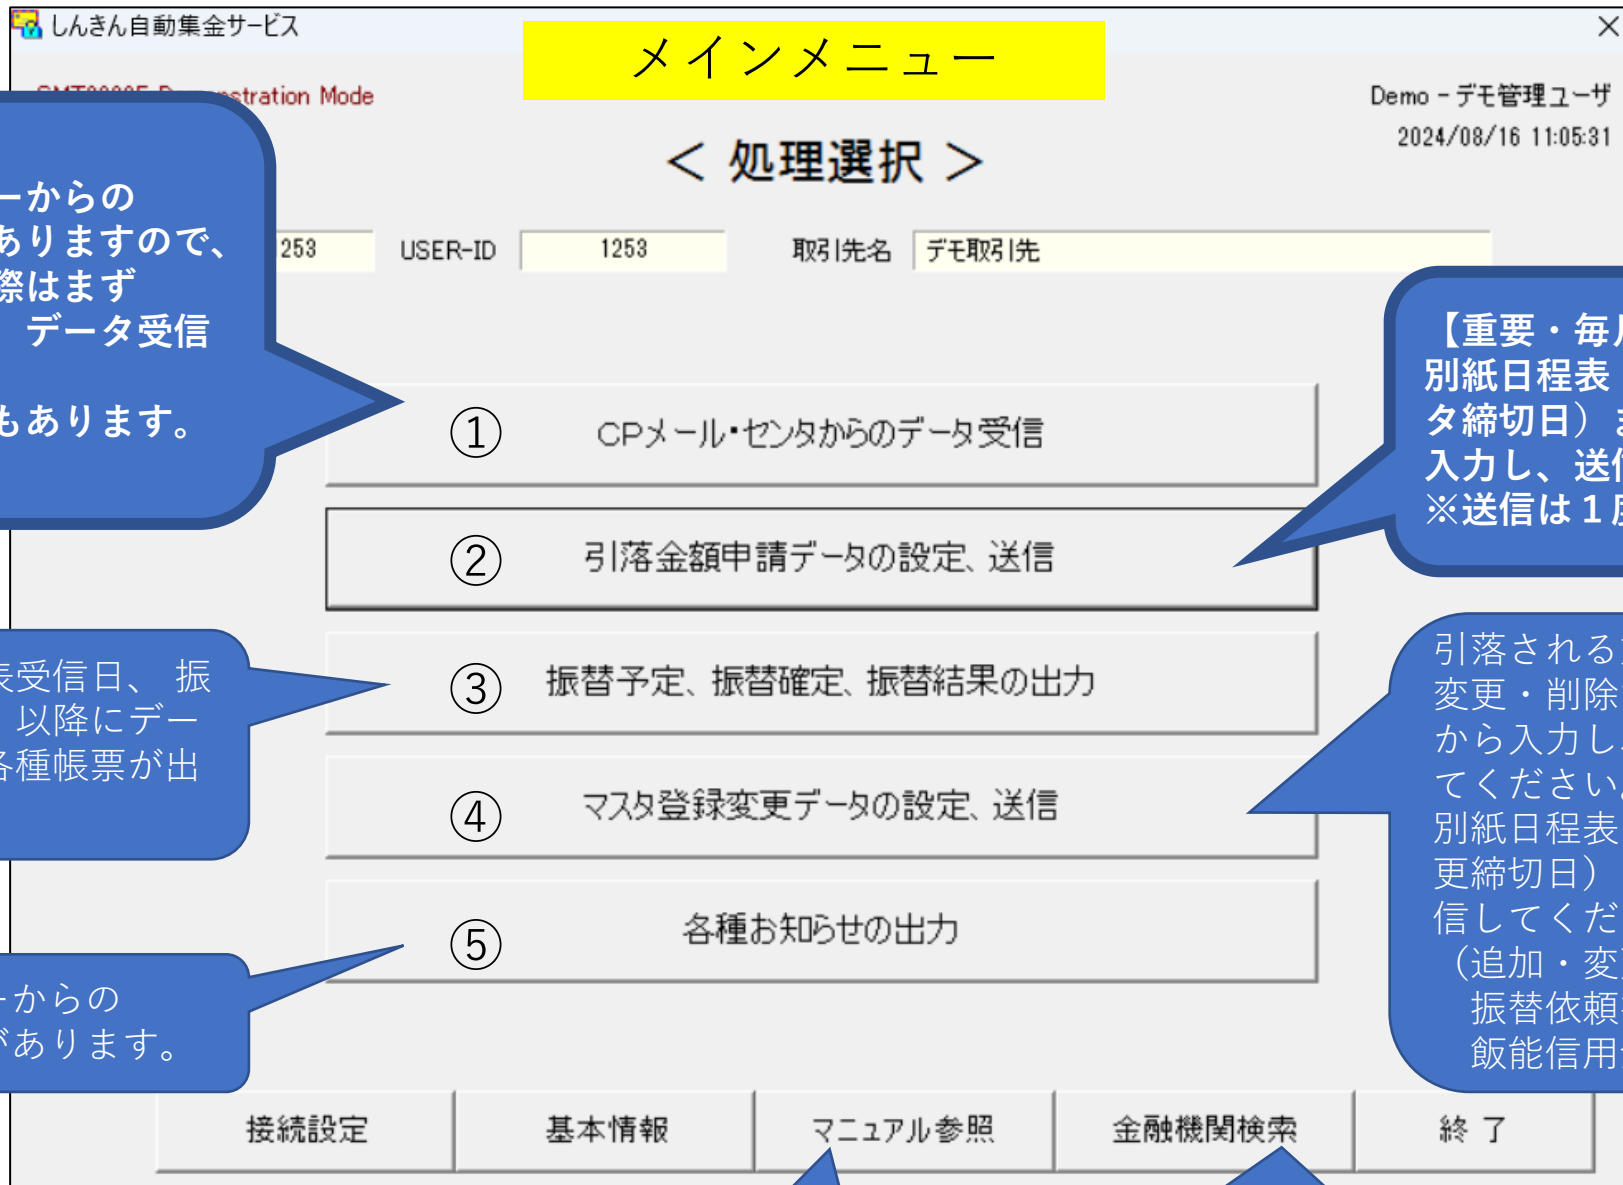 しんきん自動集金サービス
メインメニュー
Demonstration Mode
Demo - デモ管理ユーザ
2024/08/16 11:05:31
＜ 処理選択 ＞
1253 USER-ID 1253 取引先名 デモ取引先
ーからの
ありますので、
際はまず
データ受信
もあります。
① CPメール・センタからのデータ受信
② 引落金額申請データの設定、送信
③ 振替予定、振替確定、振替結果の出力
④ マスタ登録変更データの設定、送信
⑤ 各種お知らせの出力
【重要・毎月
別紙日程表
タ締切日）
入力し、送信
※送信は１度
表受信日、 振
以降にデー
各種帳票が出
引落される
変更・削除
から入力し
てください。
別紙日程表
更締切日）
信してくだ
（追加・変
振替依頼
飯能信用
ーからの
があります。
接続設定 基本情報 マニュアル参照 金融機関検索 終 了